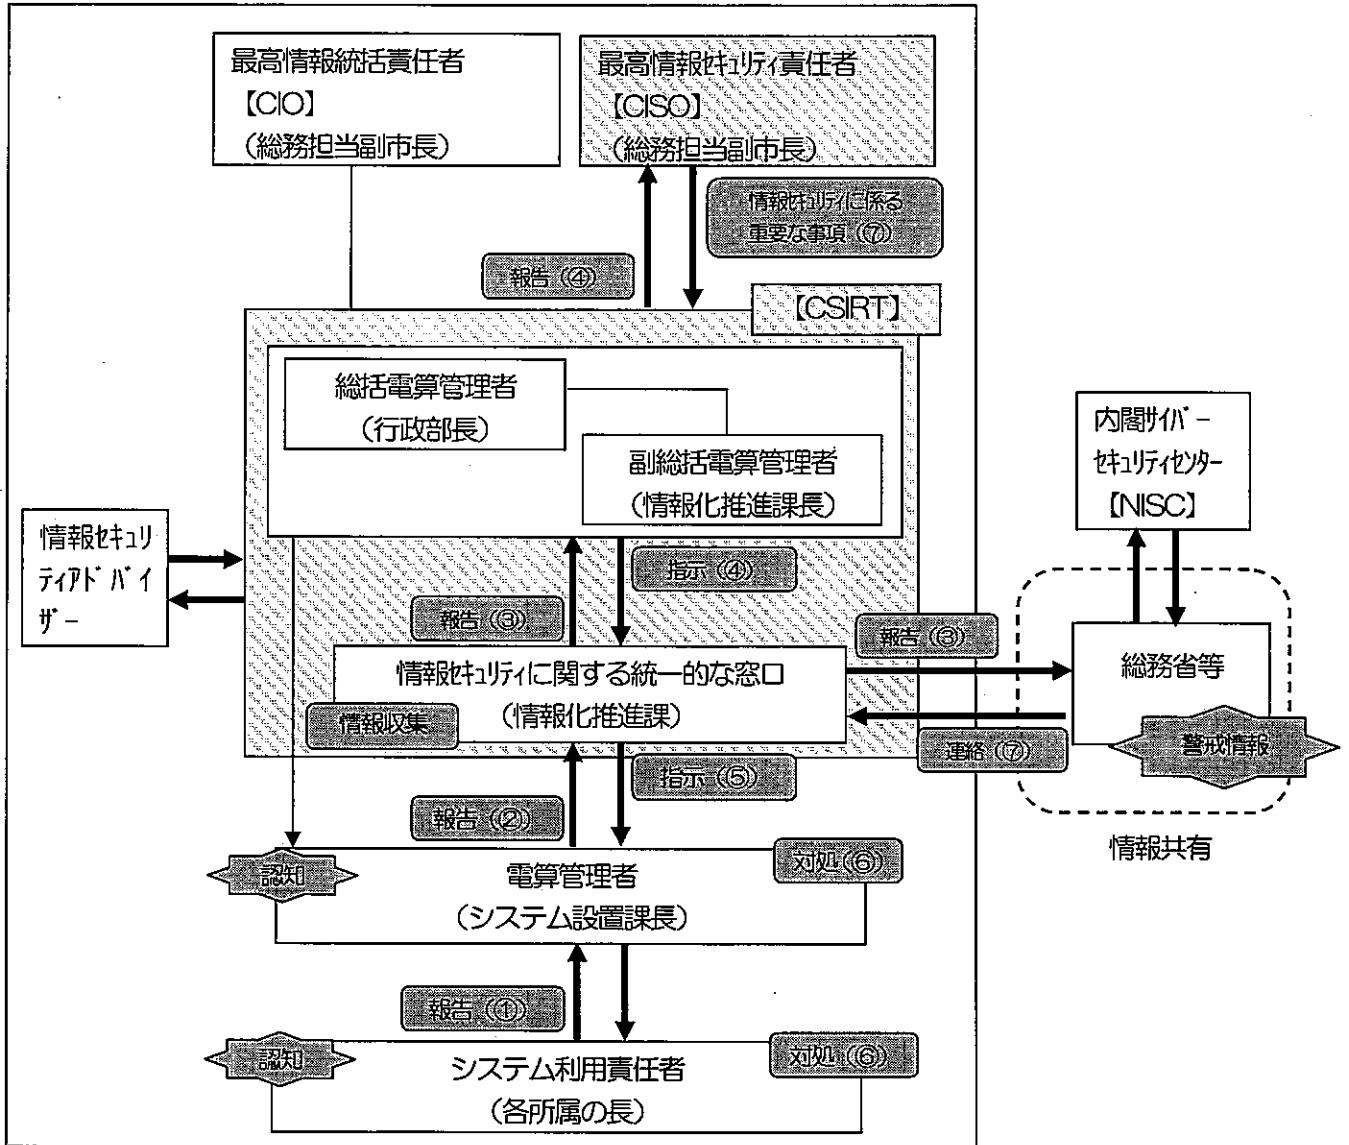 最高情報統括責任者
【CIO】
（総務担当副市長）
最高情報ｾｷｭﾘﾃｨ責任者
【CISO】
（総務担当副市長）
情報ｾｷｭﾘﾃｨに係る
重要な事項（⑦）
報告（④）
【CSIRT】
総括電算管理者
（行政部長）
副総括電算管理者
（情報化推進課長）
内閣ｻｲﾊﾞｰ
ｾｷｭﾘﾃｨｾﾝﾀｰ
【NISC】
情報ｾｷｭﾘ
ﾃｨｱﾄﾞﾊﾞｲ
ｻﾞｰ
指示（④）
報告（③）
報告（③）
情報ｾｷｭﾘﾃｨに関する統一的な窓口
（情報化推進課）
情報収集
総務省等
警戒情報
連絡（⑦）
指示（⑤）
報告（②）
情報共有
認知
電算管理者
（システム設置課長）
対処（⑥）
報告（①）
認知
システム利用責任者
（各所属の長）
対処（⑥）